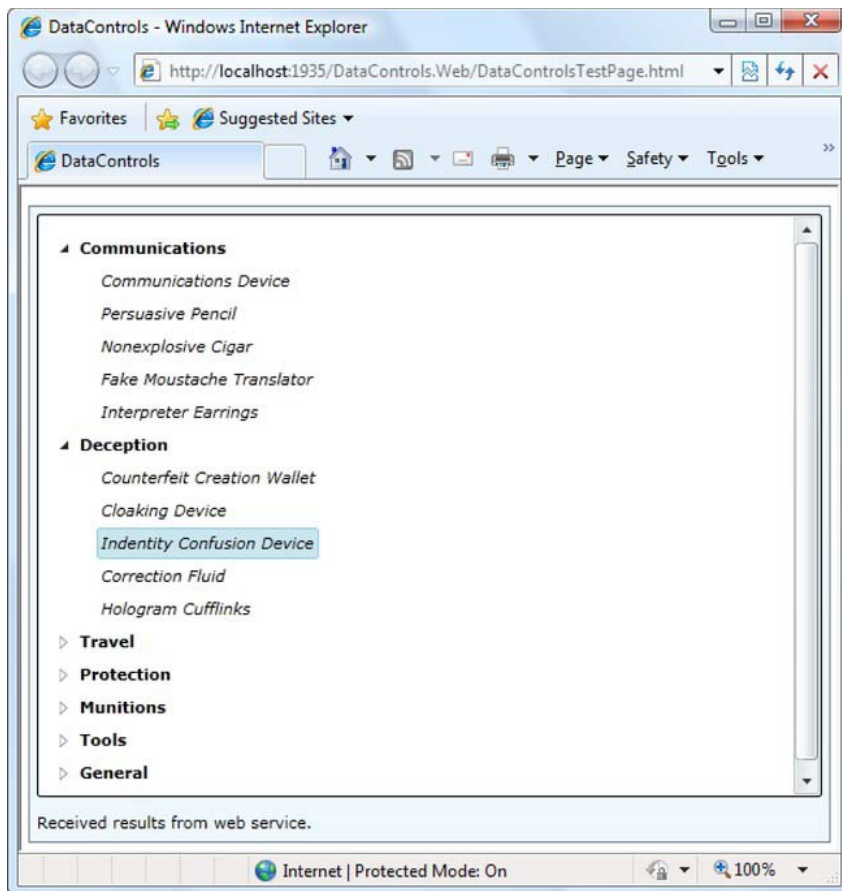 DataControls - Windows Internet Explorer
http://localhost:1935/DataControls.Web/DataControlsTestPage.html
Favorites Suggested Sites
DataControls Page Safety Tools »
Communications
Communications Device
Persuasive Pencil
Nonexplosive Cigar
Fake Moustache Translator
Interpreter Earrings
Deception
Counterfeit Creation Wallet
Cloaking Device
Indentity Confusion Device
Correction Fluid
Hologram Cufflinks
Travel
Protection
Munitions
Tools
General
Received results from web service.
Internet | Protected Mode: On 100%